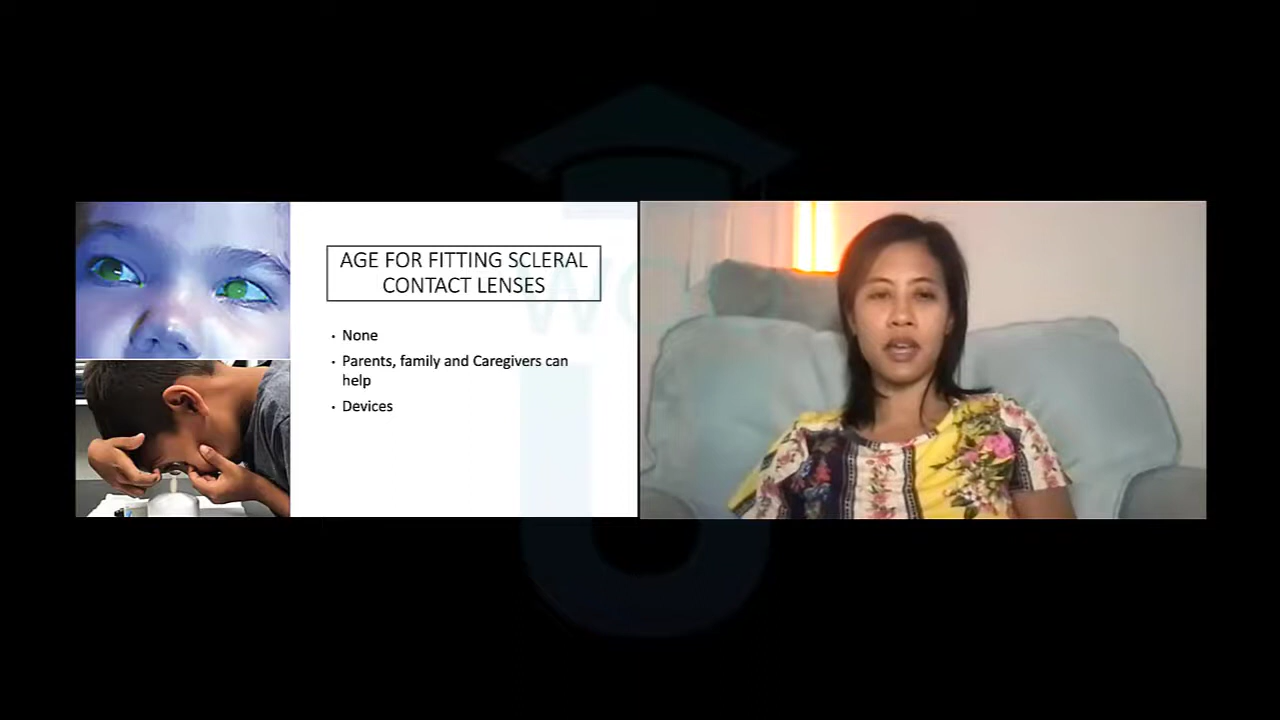 AGE FOR FITTING SCLERAL
CONTACT LENSES
• None
• Parents, family and Caregivers can
help
• Devices